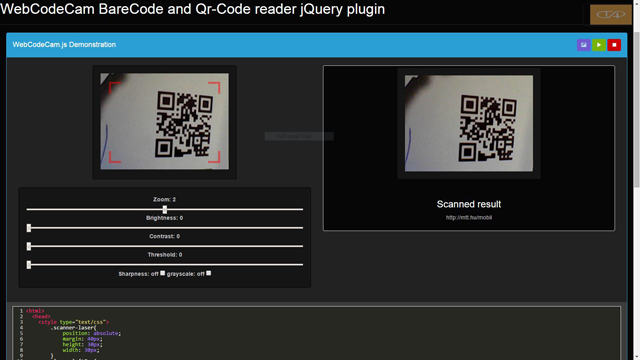 WebCodeCam BareCode and Qr-Code reader jQuery plugin
WebCodeCam.js Demonstration
Zoom: 2
Brightness: 0
Contrast: 0
Threshold: 0
Sharpness: off grayscale: off
Scanned result
http://mtt.hu/mobil
1 <html>
2 <head>
3 <style type="text/css">
4 .scanner-laser{
5 position: absolute;
6 margin: 40px;
7 height: 30px;
8 width: 30px;
9 }